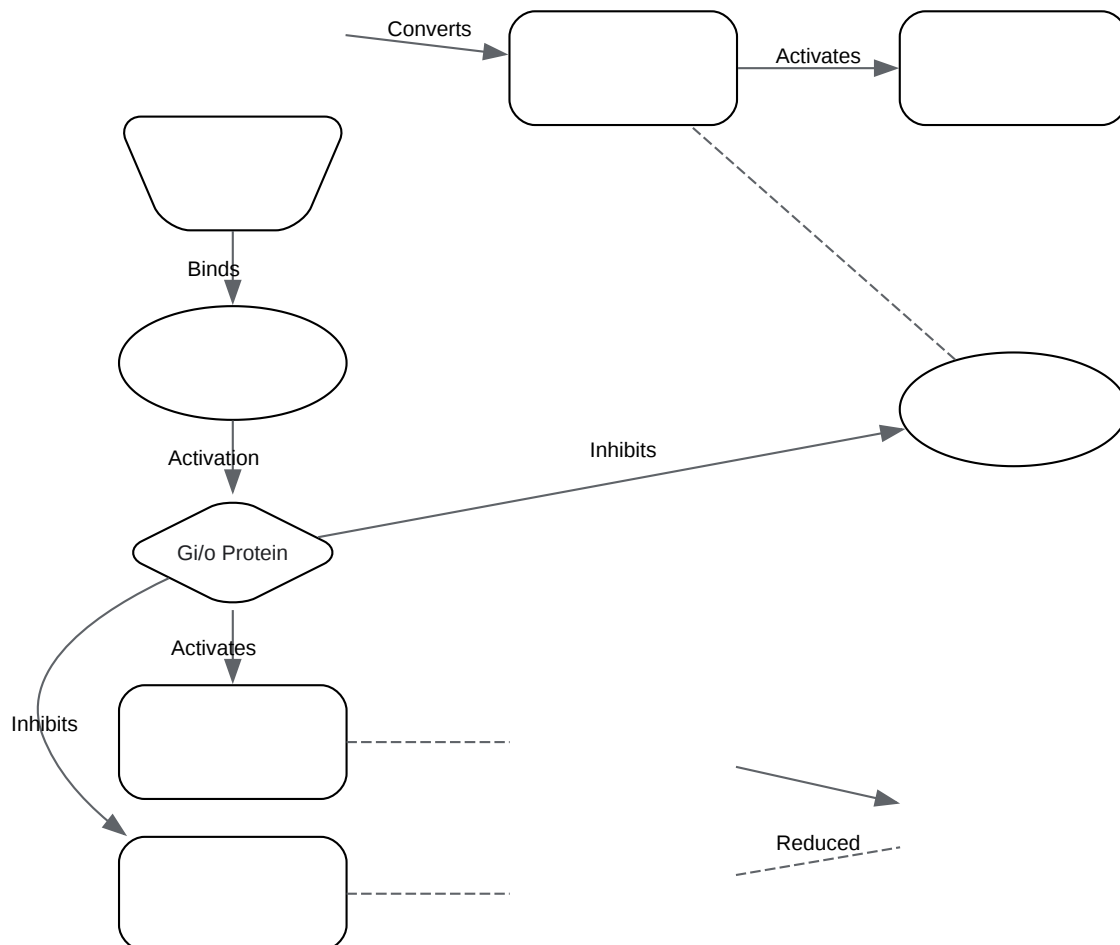 Converts
Activates
Binds
Activation
Inhibits
Gi/o Protein
Activates
Inhibits
Reduced